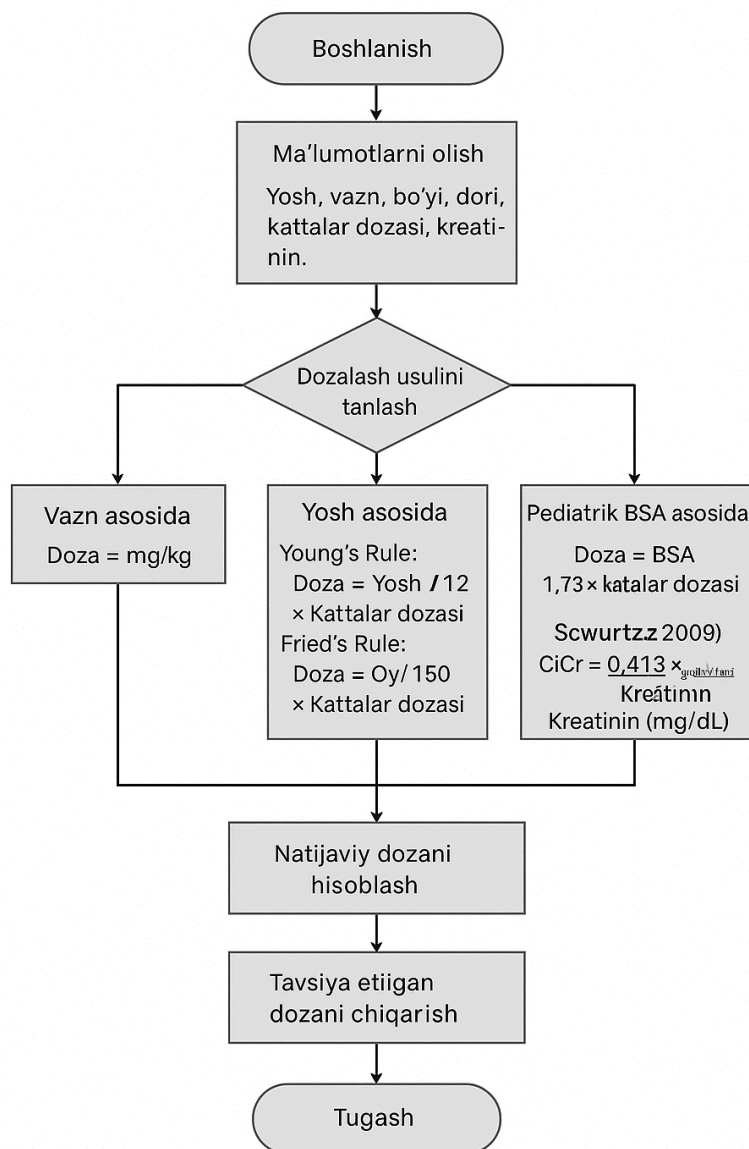 Boshlanish
Ma'lumotlarni olish
Yosh, vazn, bo'yi, dori,
kattalar dozasi, kreati-
nin.
Dozalash usulini
tanlash
Vazn asosida
Doza = mg/kg
Yosh asosida
Young's Rule:
Doza = Yosh / 12
× Kattalar dozasi
Fried's Rule:
Doza = Oy/ 150
× Kattalar dozasi
Pediatrik BSA asosida
Doza = BSA
1,73 × katalar dozasi
Scwurtz.z 2009)
CiCr = 0,413 ×
Kreátinın
Kreatinin (mg/dL)
Natijaviy dozani
hisoblash
Tavsiya etiigan
dozani chiqarish
Tugash